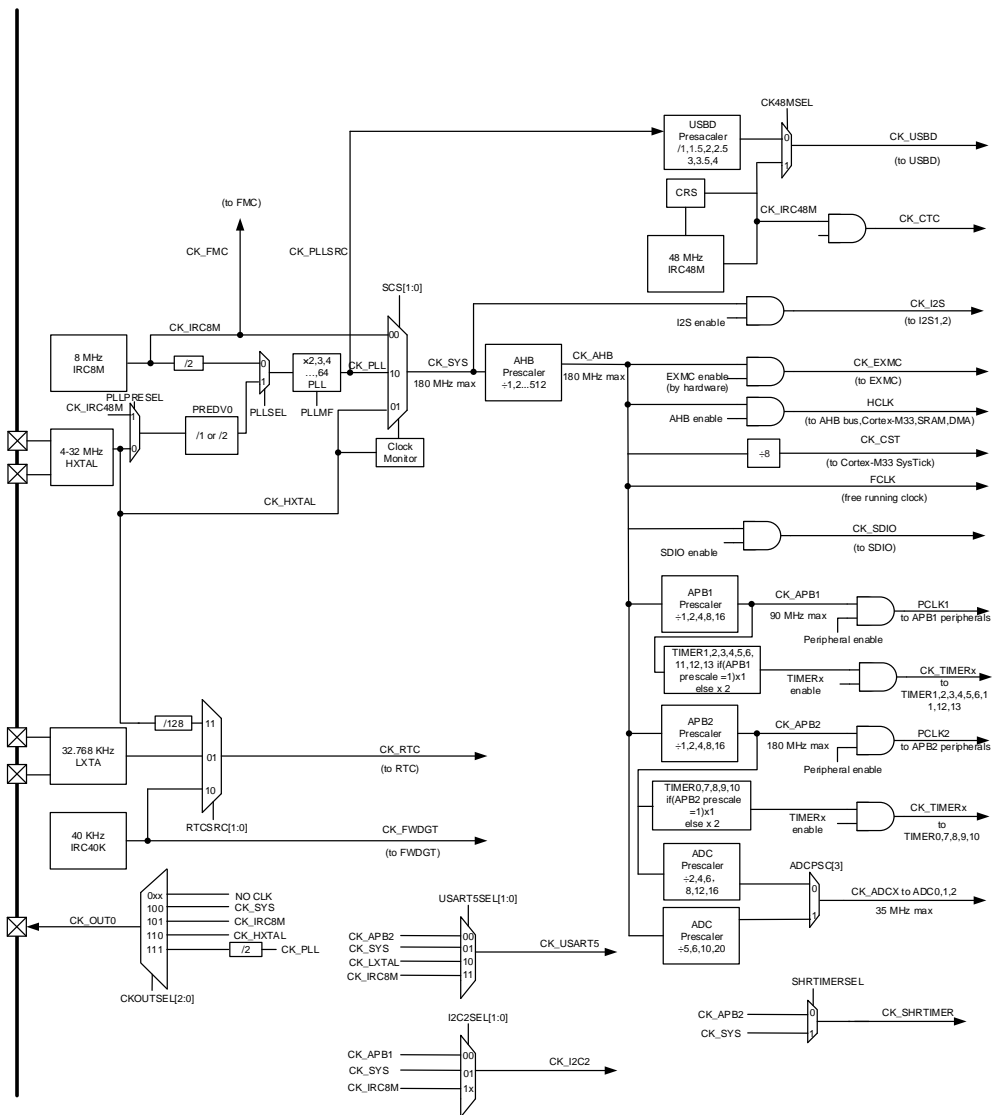 CK48MSEL
USBD
Presacaler
/1,1.5,2,2.5
3,3.5,4
0
1
CK_USBD
(to USBD)
CRS
CK_IRC48M
CK_CTC
48 MHz
IRC48M
(to FMC)
CK_FMC
CK_PLLSRC
SCS[1:0]
CK_IRC8M
8 MHz
IRC8M
/2
0
1
PLLSEL
×2,3,4
…,64
PLL
PLLMF
CK_PLL
00
10
01
CK_SYS
180 MHz max
AHB
Prescaler
÷1,2...512
CK_AHB
180 MHz max
I2S enable
CK_I2S
(to I2S1,2)
EXMC enable
(by hardware)
CK_EXMC
(to EXMC)
AHB enable
HCLK
(to AHB bus,Cortex-M33,SRAM,DMA)
÷8
CK_CST
(to Cortex-M33 SysTick)
FCLK
(free running clock)
SDIO enable
CK_SDIO
(to SDIO)
PLLPRESEL
CK_IRC48M
1
0
PREDV0
/1 or /2
4-32 MHz
HXTAL
Clock
Monitor
CK_HXTAL
APB1
Prescaler
÷1,2,4,8,16
CK_APB1
90 MHz max
Peripheral enable
PCLK1
to APB1 peripherals
TIMER1,2,3,4,5,6,
11,12,13 if(APB1
prescale =1)x1
else x 2
TIMERx
enable
CK_TIMERx
to
TIMER1,2,3,4,5,6,1
1,12,13
APB2
Prescaler
÷1,2,4,8,16
CK_APB2
180 MHz max
Peripheral enable
PCLK2
to APB2 peripherals
TIMER0,7,8,9,10
if(APB2 prescale
=1)x1
else x 2
TIMERx
enable
CK_TIMERx
to
TIMER0,7,8,9,10
ADC
Prescaler
÷2,4,6,
8,12,16
ADCPSC[3]
0
1
CK_ADCX to ADC0,1,2
35 MHz max
ADC
Prescaler
÷5,6,10,20
/128
11
01
10
32.768 KHz
LXTA
CK_RTC
(to RTC)
RTCSRC[1:0]
40 KHz
IRC40K
CK_FWDGT
(to FWDGT)
CK_OUT0
0xx
100
101
110
111
NO CLK
CK_SYS
CK_IRC8M
CK_HXTAL
/2
CK_PLL
CKOUTSEL[2:0]
USART5SEL[1:0]
CK_APB2
CK_SYS
CK_LXTAL
CK_IRC8M
00
01
10
11
CK_USART5
I2C2SEL[1:0]
CK_APB1
CK_SYS
CK_IRC8M
00
01
1x
CK_I2C2
SHRTIMERSEL
CK_APB2
CK_SYS
0
1
CK_SHRTIMER